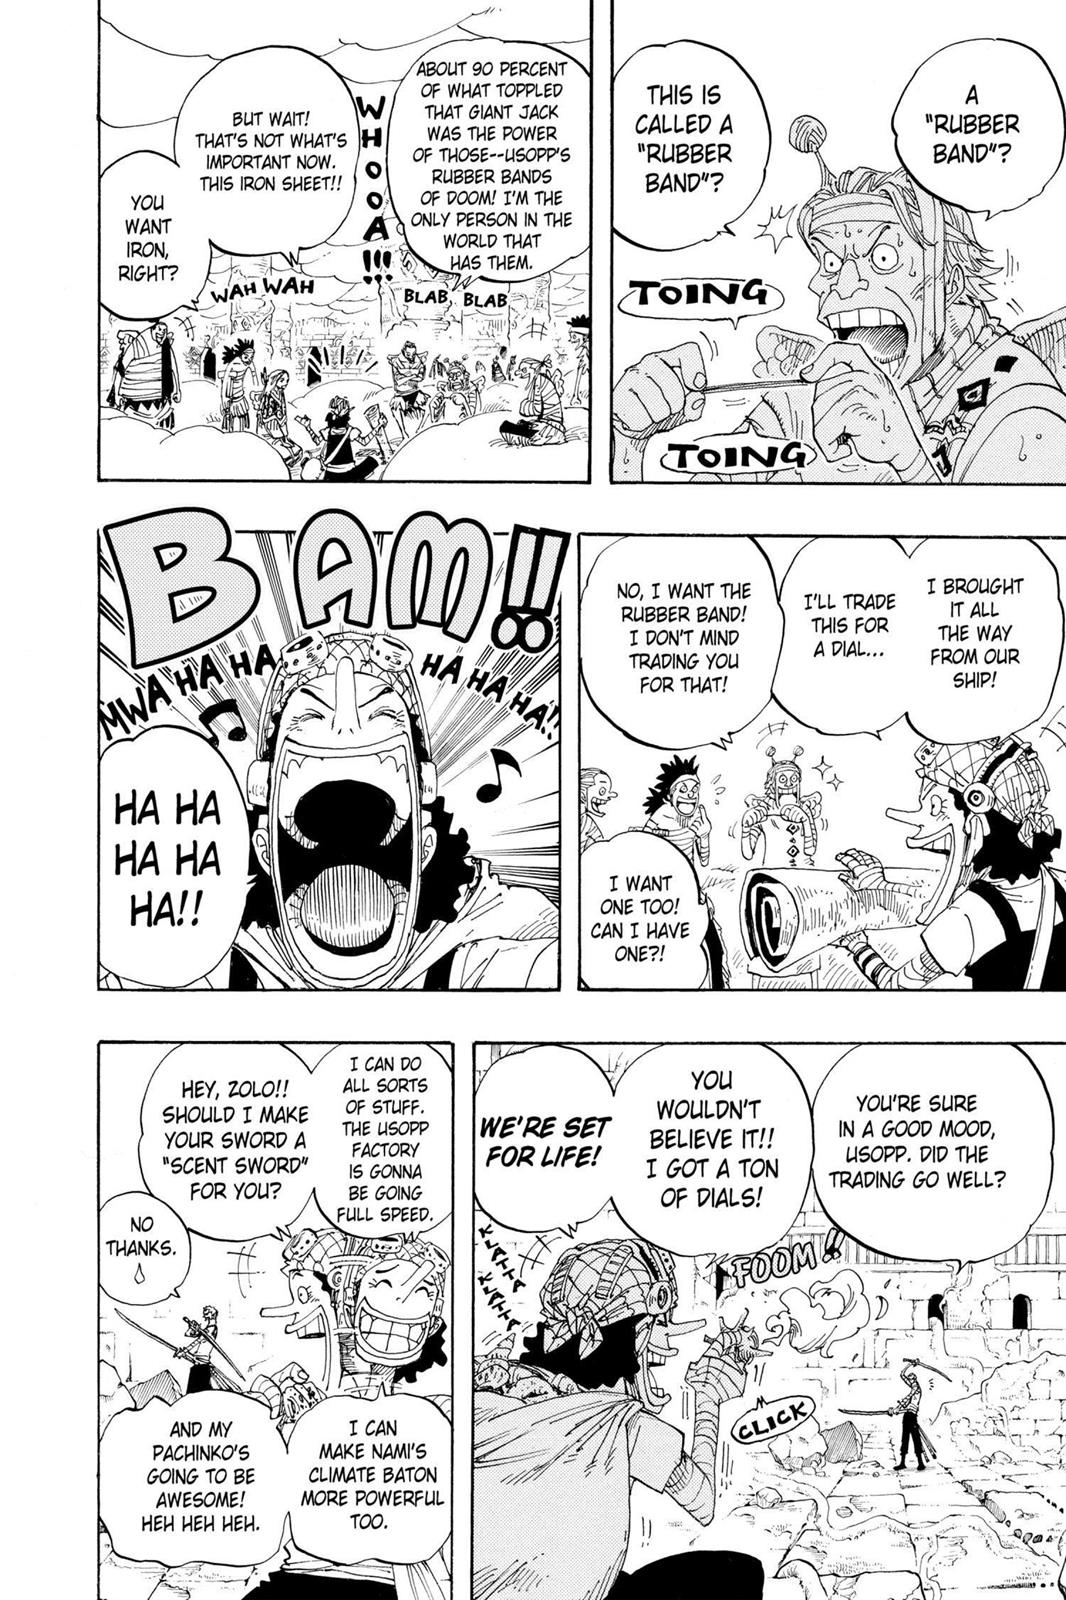 A
"RUBBER
BAND"?
THIS IS
CALLED A
"RUBBER
BAND"?
TOING
TOING
ABOUT 90 PERCENT
OF WHAT TOPPLED
THAT GIANT JACK
WAS THE POWER
OF THOSE--USOPP'S
RUBBER BANDS
OF DOOM! I'M THE
ONLY PERSON IN THE
WORLD THAT
HAS THEM.
BLAB, BLAB
WHOOA!!!
BUT WAIT!
THAT'S NOT WHAT'S
IMPORTANT NOW.
THIS IRON SHEET!!
WAH WAH
YOU
WANT
IRON,
RIGHT?
I BROUGHT
IT ALL
THE WAY
FROM OUR
SHIP!
I'LL TRADE
THIS FOR
A DIAL...
NO, I WANT THE
RUBBER BAND!
I DON'T MIND
TRADING YOU
FOR THAT!
I WANT
ONE TOO!
CAN I HAVE
ONE?!
BAM!!
MWA HA HA
HA HA HA!!
HA HA
HA HA
HA!!
YOU'RE SURE
IN A GOOD MOOD,
USOPP. DID THE
TRADING GO WELL?
YOU
WOULDN'T
BELIEVE IT!!
I GOT A TON
OF DIALS!
WE'RE SET
FOR LIFE!
KLATTA
KLATTA
FOOM!
CLICK
I CAN DO
ALL SORTS
OF STUFF.
THE USOPP
FACTORY
IS GONNA
BE GOING
FULL SPEED.
HEY, ZOLO!!
SHOULD I MAKE
YOUR SWORD A
"SCENT SWORD"
FOR YOU?
NO
THANKS.
I CAN
MAKE NAMI'S
CLIMATE BATON
MORE POWERFUL
TOO.
AND MY
PACHINKO'S
GOING TO BE
AWESOME!
HEH HEH HEH.